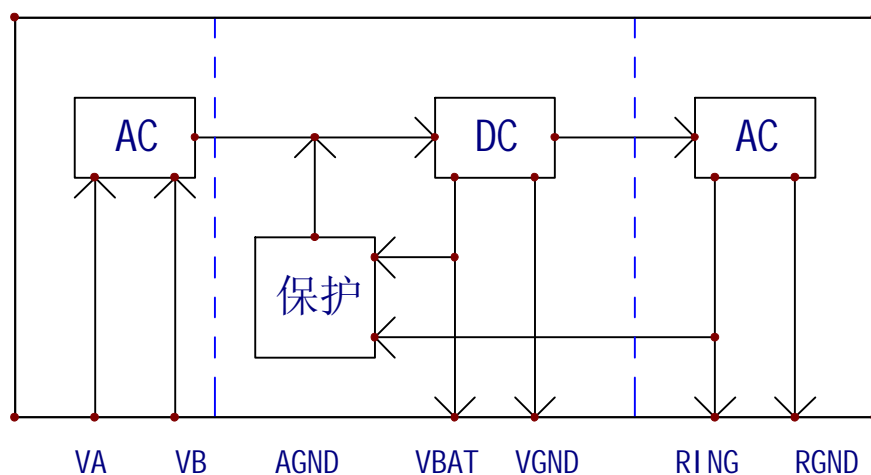 AC DC AC
保护
VA VB AGND VBAT VGND RING RGND